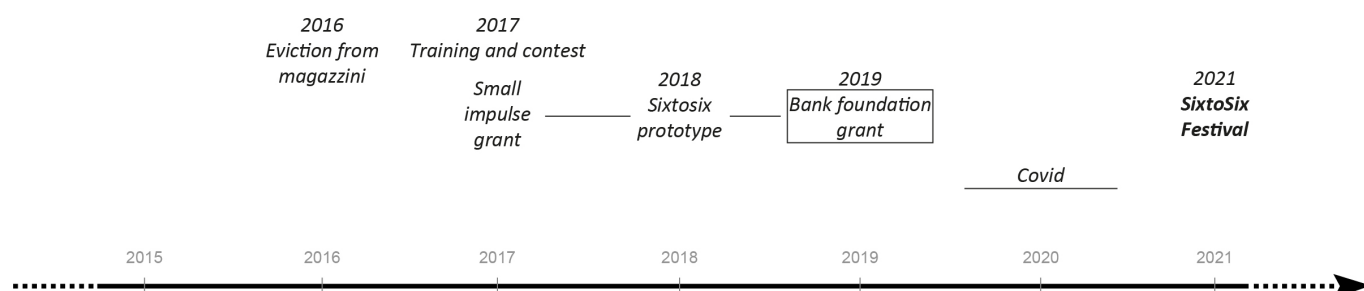 2016
Eviction from
magazzini
2017
Training and contest
Small
impulse
grant
2018
Sixtosix
prototype
2019
Bank foundation
grant
2021
SixtoSix
Festival
Covid
2015
2016
2017
2018
2019
2020
2021